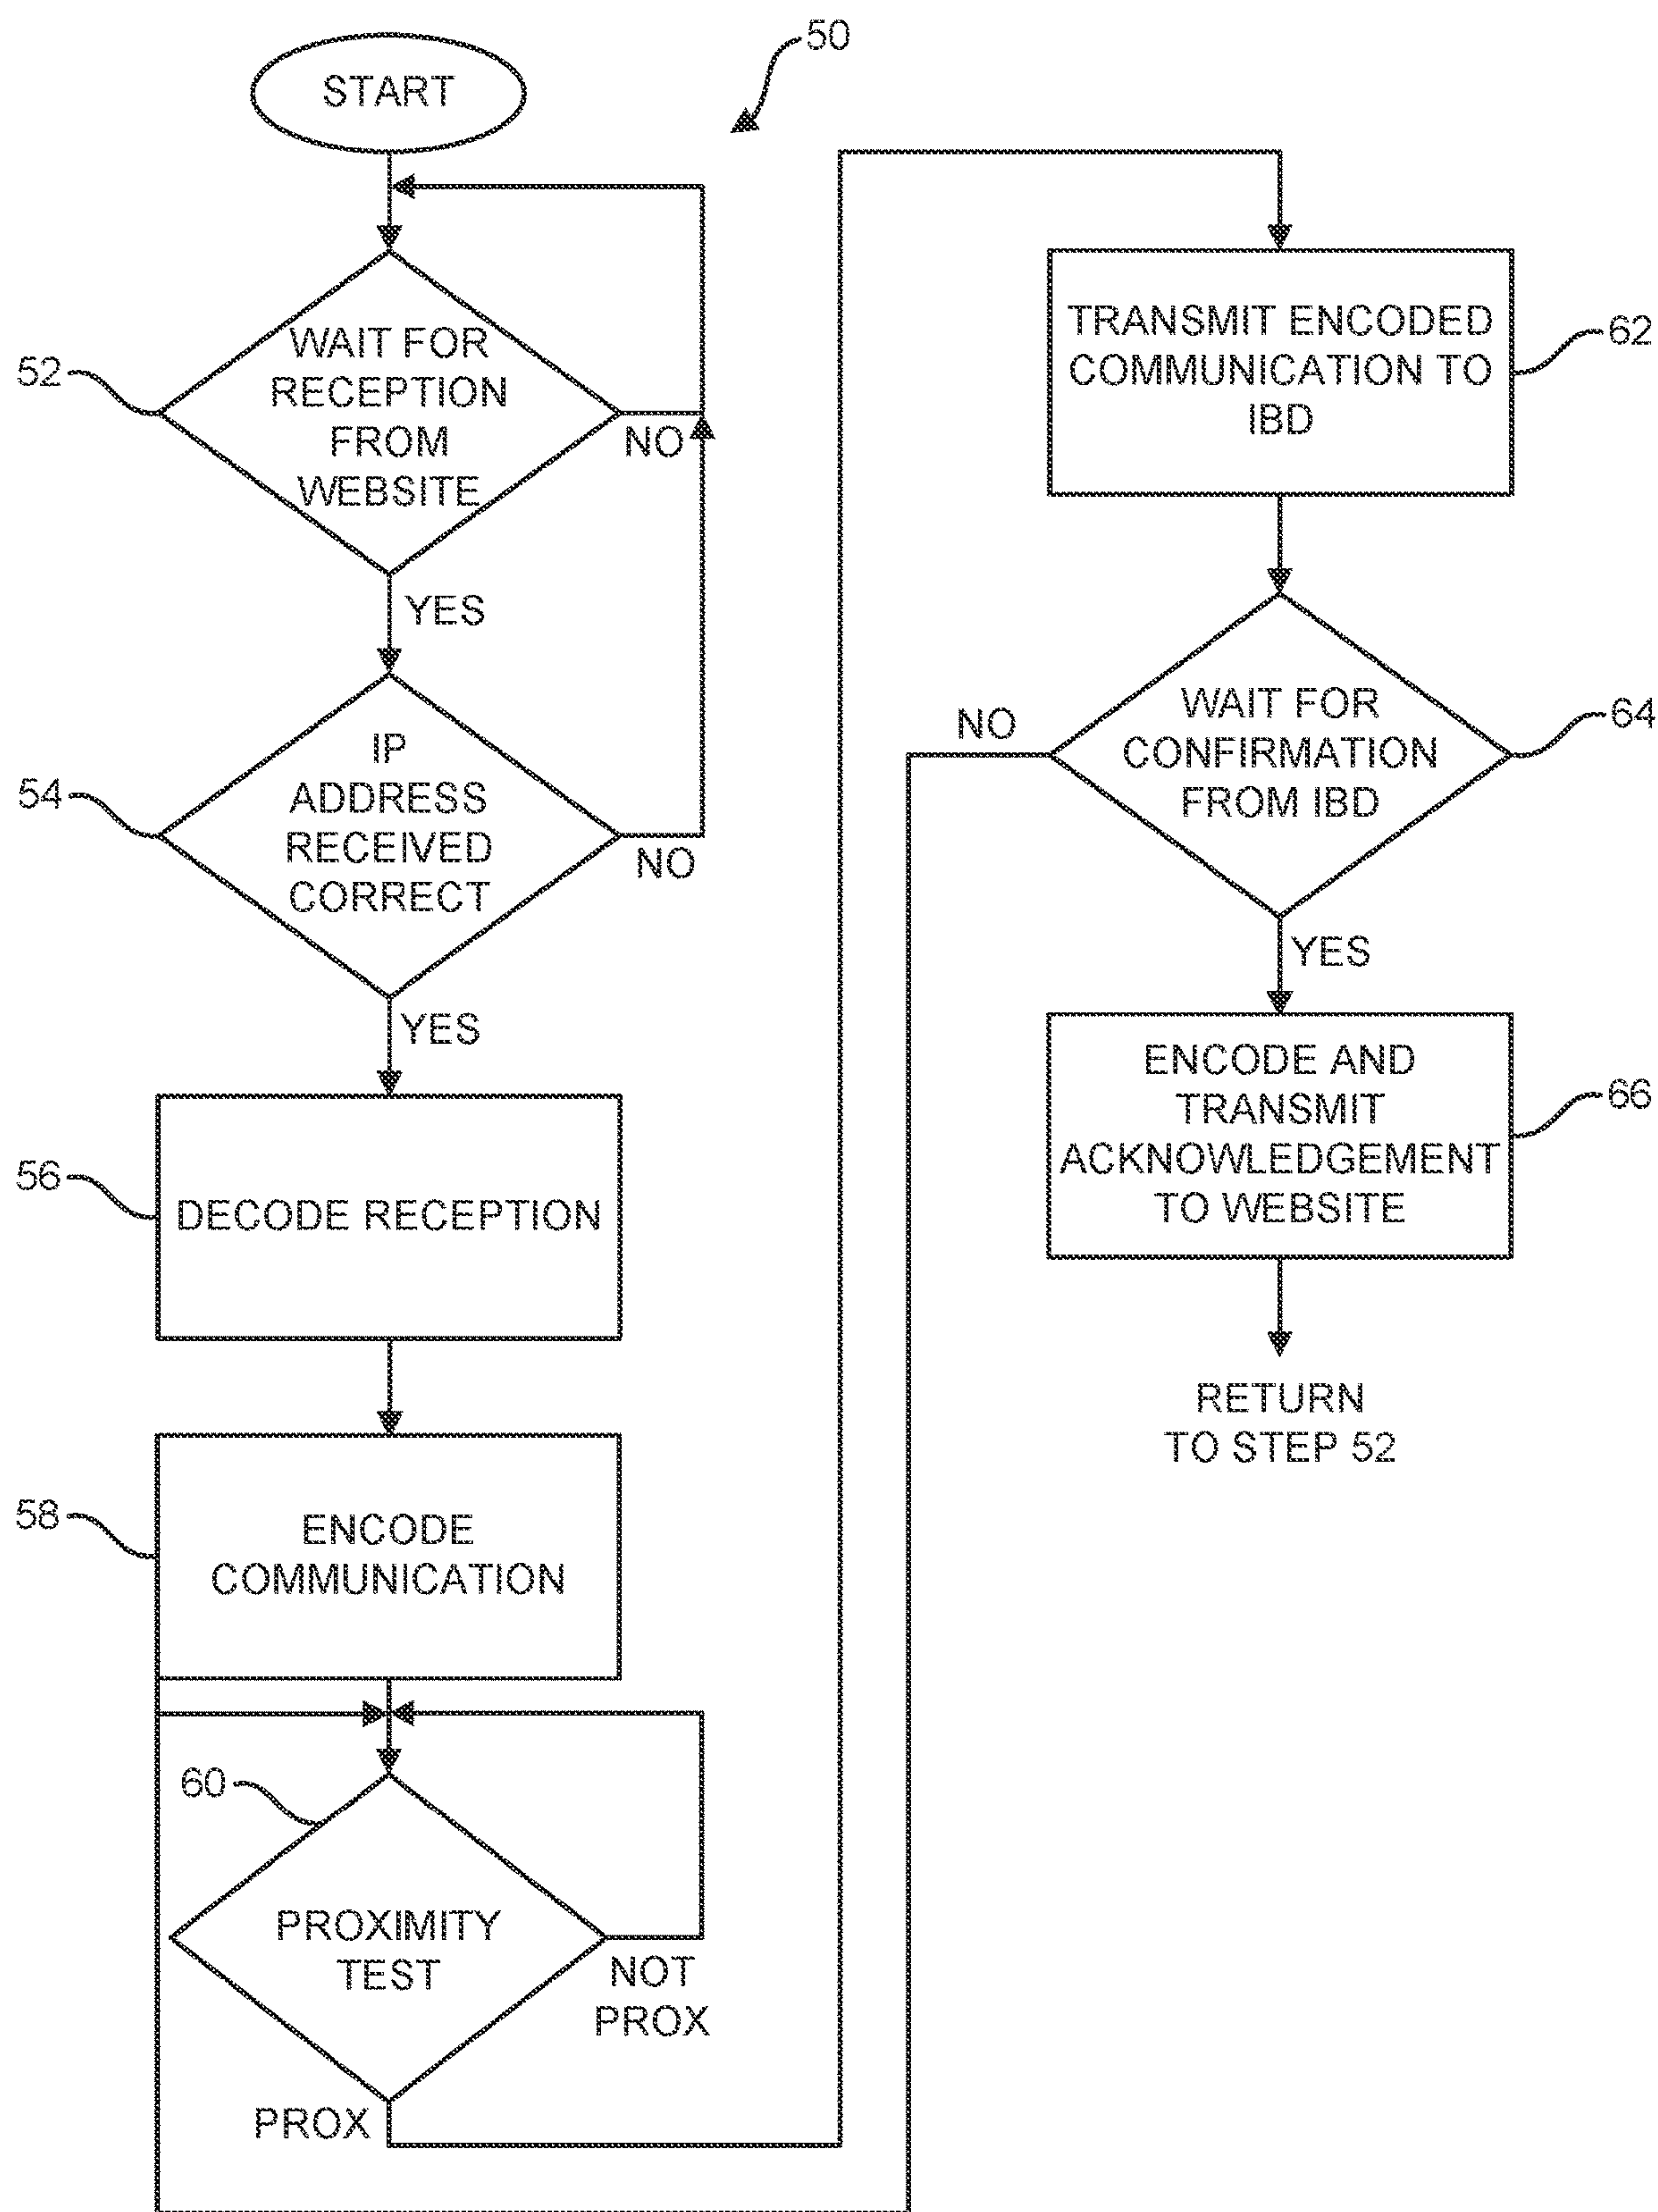 50
START
52
WAIT FOR
RECEPTION
FROM
WEBSITE
NO
YES
54
IP
ADDRESS
RECEIVED
CORRECT
NO
YES
56
DECODE RECEPTION
58
ENCODE
COMMUNICATION
60
PROXIMITY
TEST
NOT
PROX
PROX
TRANSMIT ENCODED
COMMUNICATION TO
IBD
62
NO
WAIT FOR
CONFIRMATION
FROM IBD
64
YES
ENCODE AND
TRANSMIT
ACKNOWLEDGEMENT
TO WEBSITE
66
RETURN
TO STEP 52